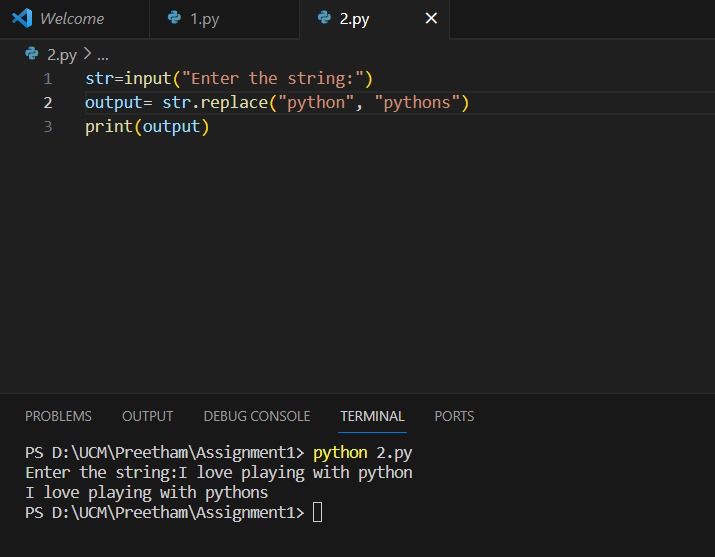 Welcome 1.py 2.py ×
2.py > ...
1 str=input("Enter the string:")
2 output= str.replace("python", "pythons")
3 print(output)
PROBLEMS OUTPUT DEBUG CONSOLE TERMINAL PORTS
PS D:\UCM\Preetham\Assignment1> python 2.py
Enter the string:I love playing with python
I love playing with pythons
PS D:\UCM\Preetham\Assignment1>